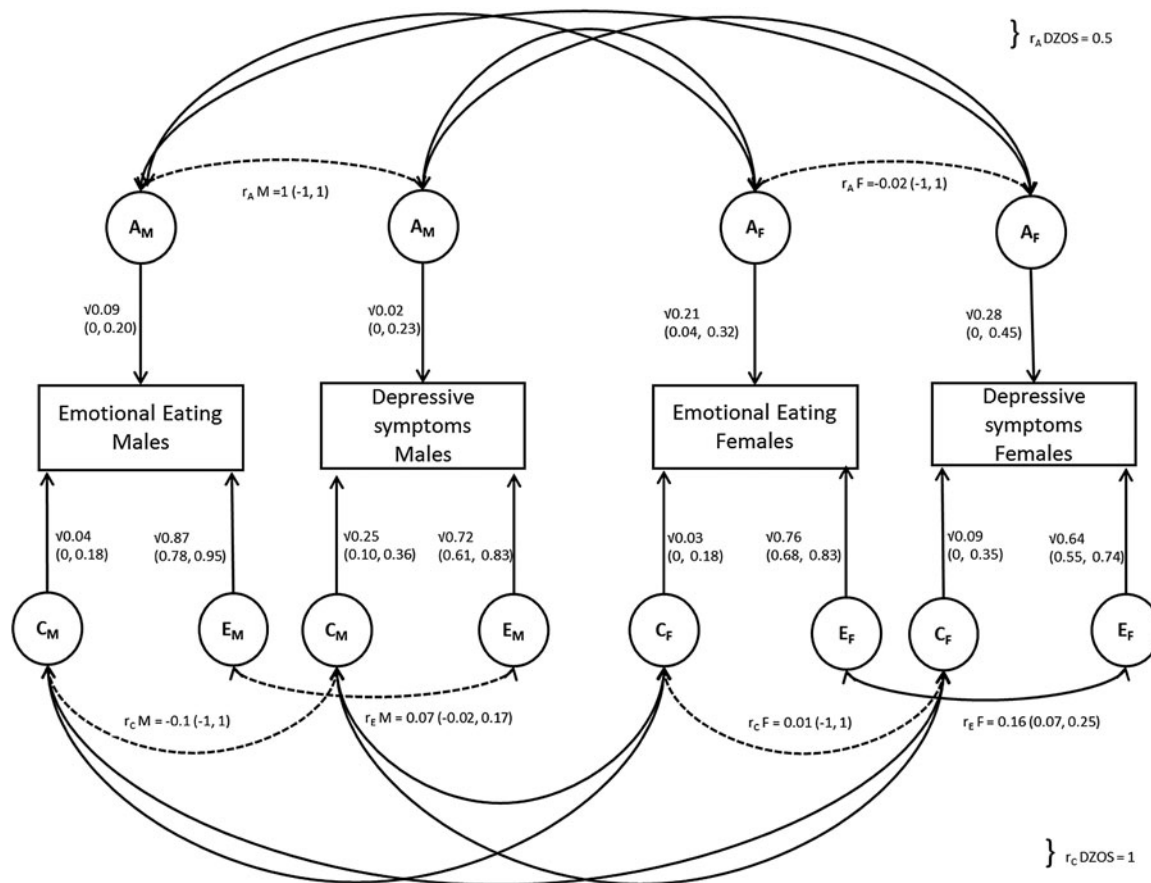 } r_A DZOS = 0.5
r_A M =1 (-1, 1)
r_A F=-0.02 (-1, 1)
A_M
A_M
A_F
A_F
√0.09
(0, 0.20)
√0.02
(0, 0.23)
√0.21
(0.04, 0.32)
√0.28
(0, 0.45)
Emotional Eating
Males
Depressive
symptoms
Males
Emotional Eating
Females
Depressive
symptoms
Females
√0.04
(0, 0.18)
√0.87
(0.78, 0.95)
√0.25
(0.10, 0.36)
√0.72
(0.61, 0.83)
√0.03
(0, 0.18)
√0.76
(0.68, 0.83)
√0.09
(0, 0.35)
√0.64
(0.55, 0.74)
C_M
E_M
C_M
E_M
C_F
E_F
C_F
E_F
r_C M = -0.1 (-1, 1)
r_E M = 0.07 (-0.02, 0.17)
r_C F = 0.01 (-1, 1)
r_E F = 0.16 (0.07, 0.25)
} r_C DZOS = 1